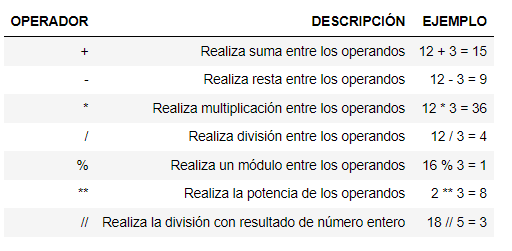 OPERADOR DESCRIPCIÓN EJEMPLO
+ Realiza suma entre los operandos 12 + 3 = 15
- Realiza resta entre los operandos 12 - 3 = 9
* Realiza multiplicación entre los operandos 12 * 3 = 36
/ Realiza división entre los operandos 12 / 3 = 4
% Realiza un módulo entre los operandos 16 % 3 = 1
** Realiza la potencia de los operandos 2 ** 3 = 8
// Realiza la división con resultado de número entero 18 // 5 = 3